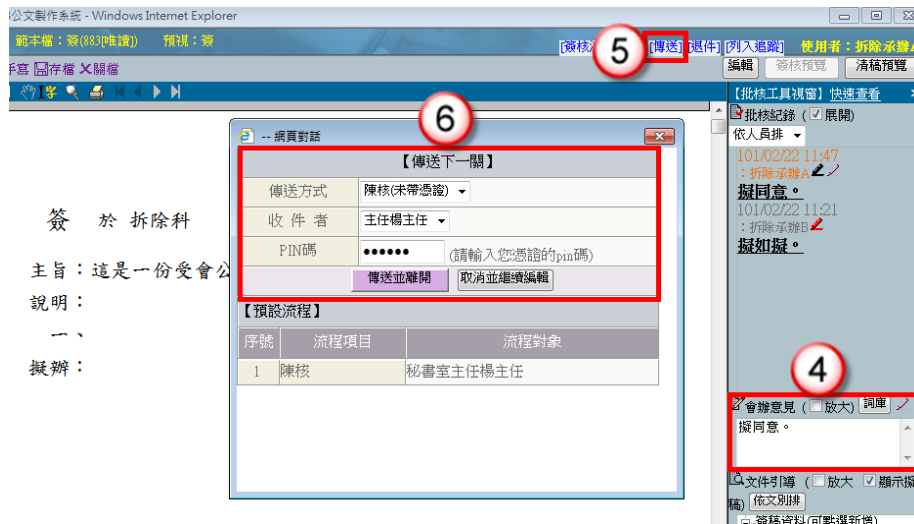 公文製作系統 - Windows Internet Explorer
範本檔：簽(883[唯讀]) 預視：簽
[簽核 5 [傳送] [退件] [列入追蹤] 使用者：拆除承辦A
手寫 存檔 X關檔
編輯 簽核預覽 清稿預覽
【批核工具視窗】 快速查看
批核紀錄 ( 展開)
依人員排
101/02/22 11:47
：拆除承辦A
擬同意。
101/02/22 11:21
：拆除承辦B
擬如擬。
6
-- 網頁對話
【傳送下一關】
傳送方式 陳核(未帶憑證)
收 件 者 主任楊主任
PIN碼 •••••• (請輸入您憑證的pin碼)
傳送並離開 取消並繼續編輯
【預設流程】
序號 流程項目 流程對象
1 陳核 秘書室主任楊主任
簽 於 拆除科
主旨：這是一份受會公
說明：
一、
擬辦：
4
會辦意見 ( 放大) 詞庫
擬同意。
文件引導 ( 放大 顯示擬
稿) 依文別排
簽稿資料(可點選新增)